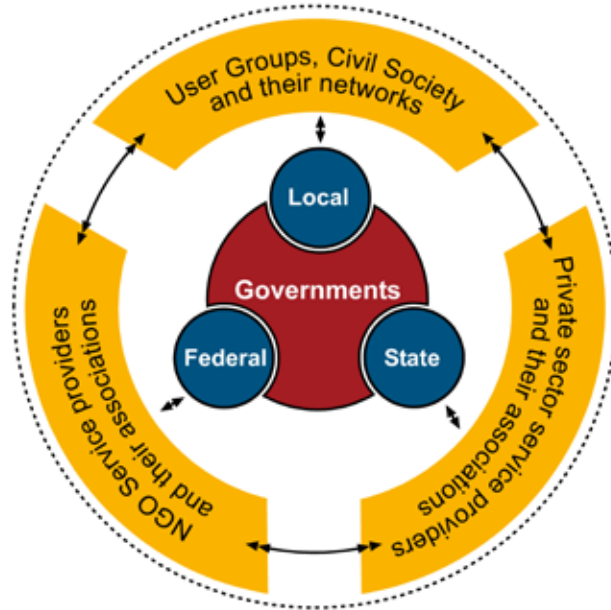 User Groups, Civil Society
and their networks
Local
Governments
Federal
State
NGO Service providers
and their associations
Private sector service providers
and their associations